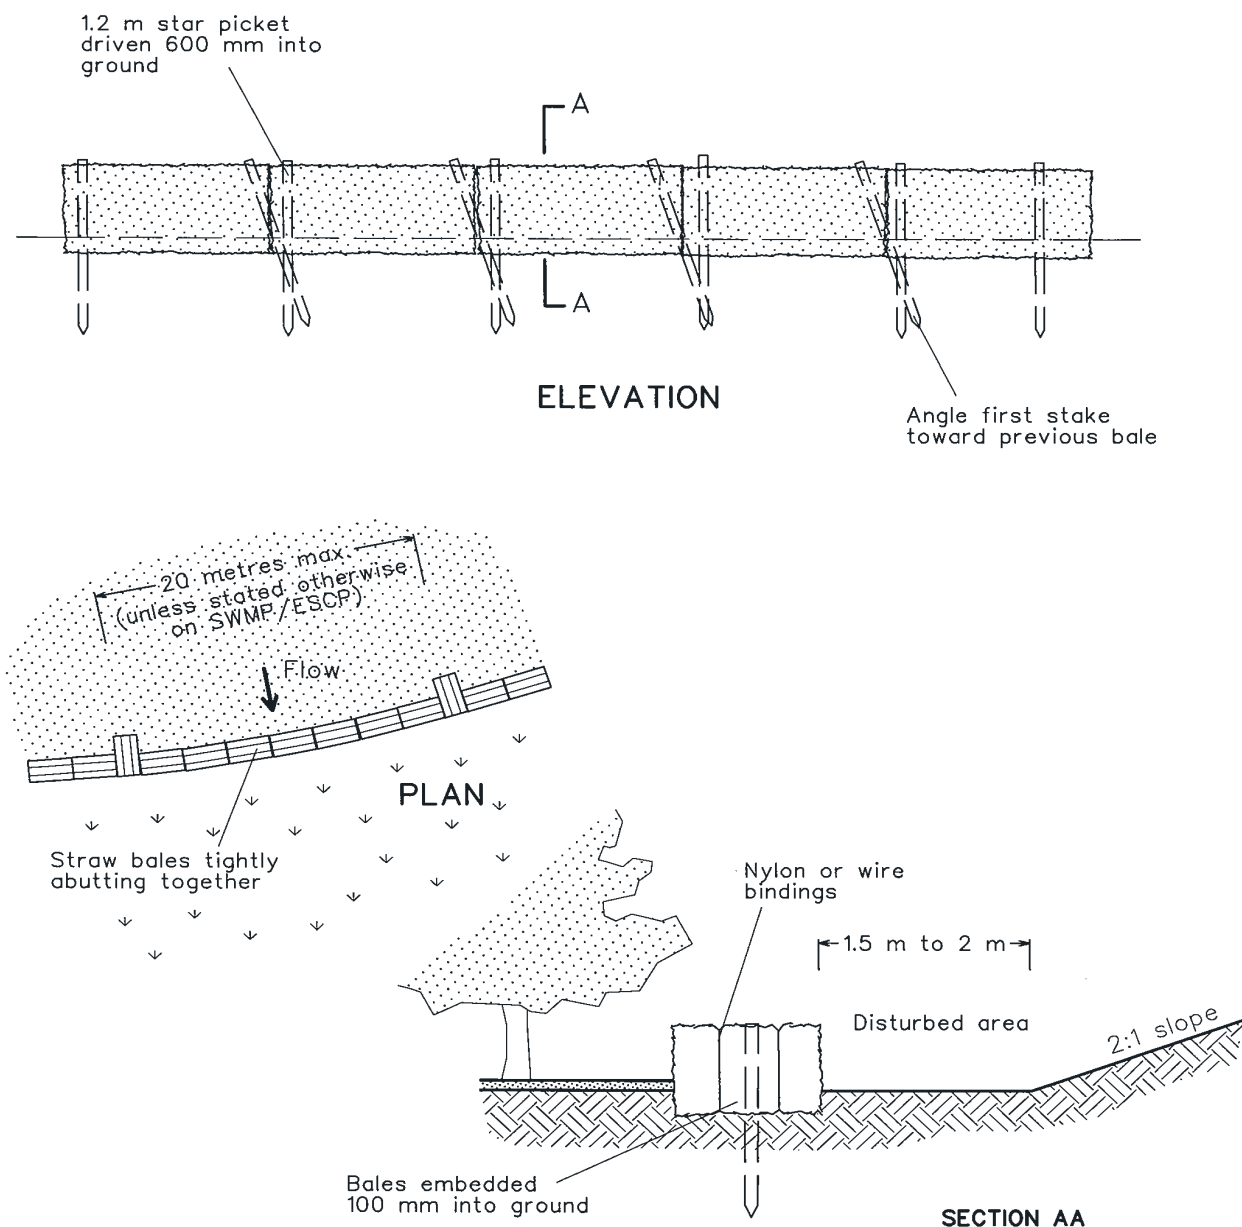 1.2 m star picket
driven 600 mm into
ground
A
A
ELEVATION
Angle first stake
toward previous bale
20 metres max.
(unless stated otherwise
on SWMP/ESCP)
Flow
PLAN
Straw bales tightly
abutting together
Nylon or wire
bindings
1.5 m to 2 m
Disturbed area
2:1 slope
Bales embedded
100 mm into ground
SECTION AA